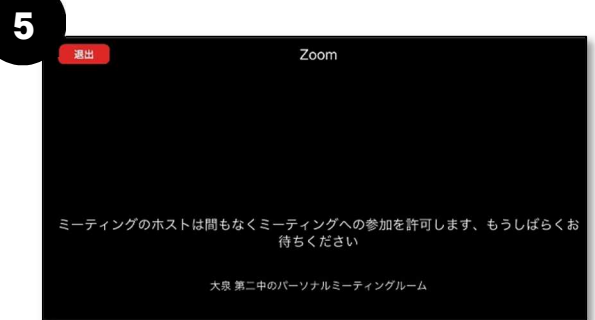 5
退出
Zoom
ミーティングのホストは間もなくミーティングへの参加を許可します、もうしばらくお
待ちください
大泉 第二中のパーソナルミーティングルーム